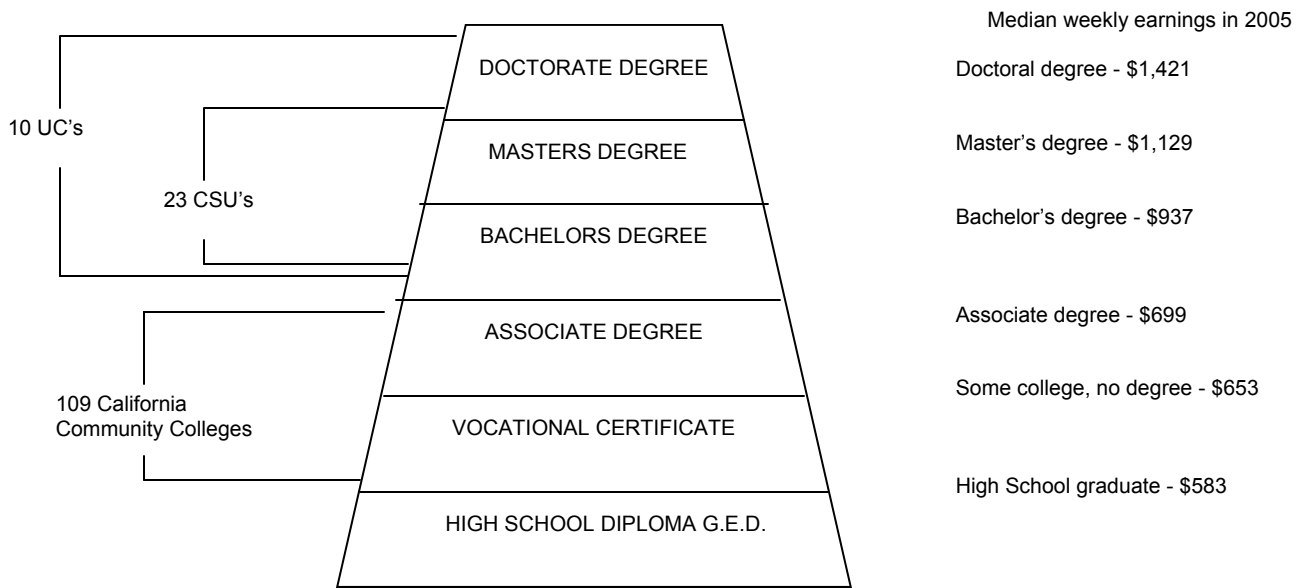 Median weekly earnings in 2005
DOCTORATE DEGREE
Doctoral degree - $1,421
10 UC's
MASTERS DEGREE
Master's degree - $1,129
23 CSU's
BACHELORS DEGREE
Bachelor's degree - $937
ASSOCIATE DEGREE
Associate degree - $699
Some college, no degree - $653
109 California
Community Colleges
VOCATIONAL CERTIFICATE
High School graduate - $583
HIGH SCHOOL DIPLOMA G.E.D.